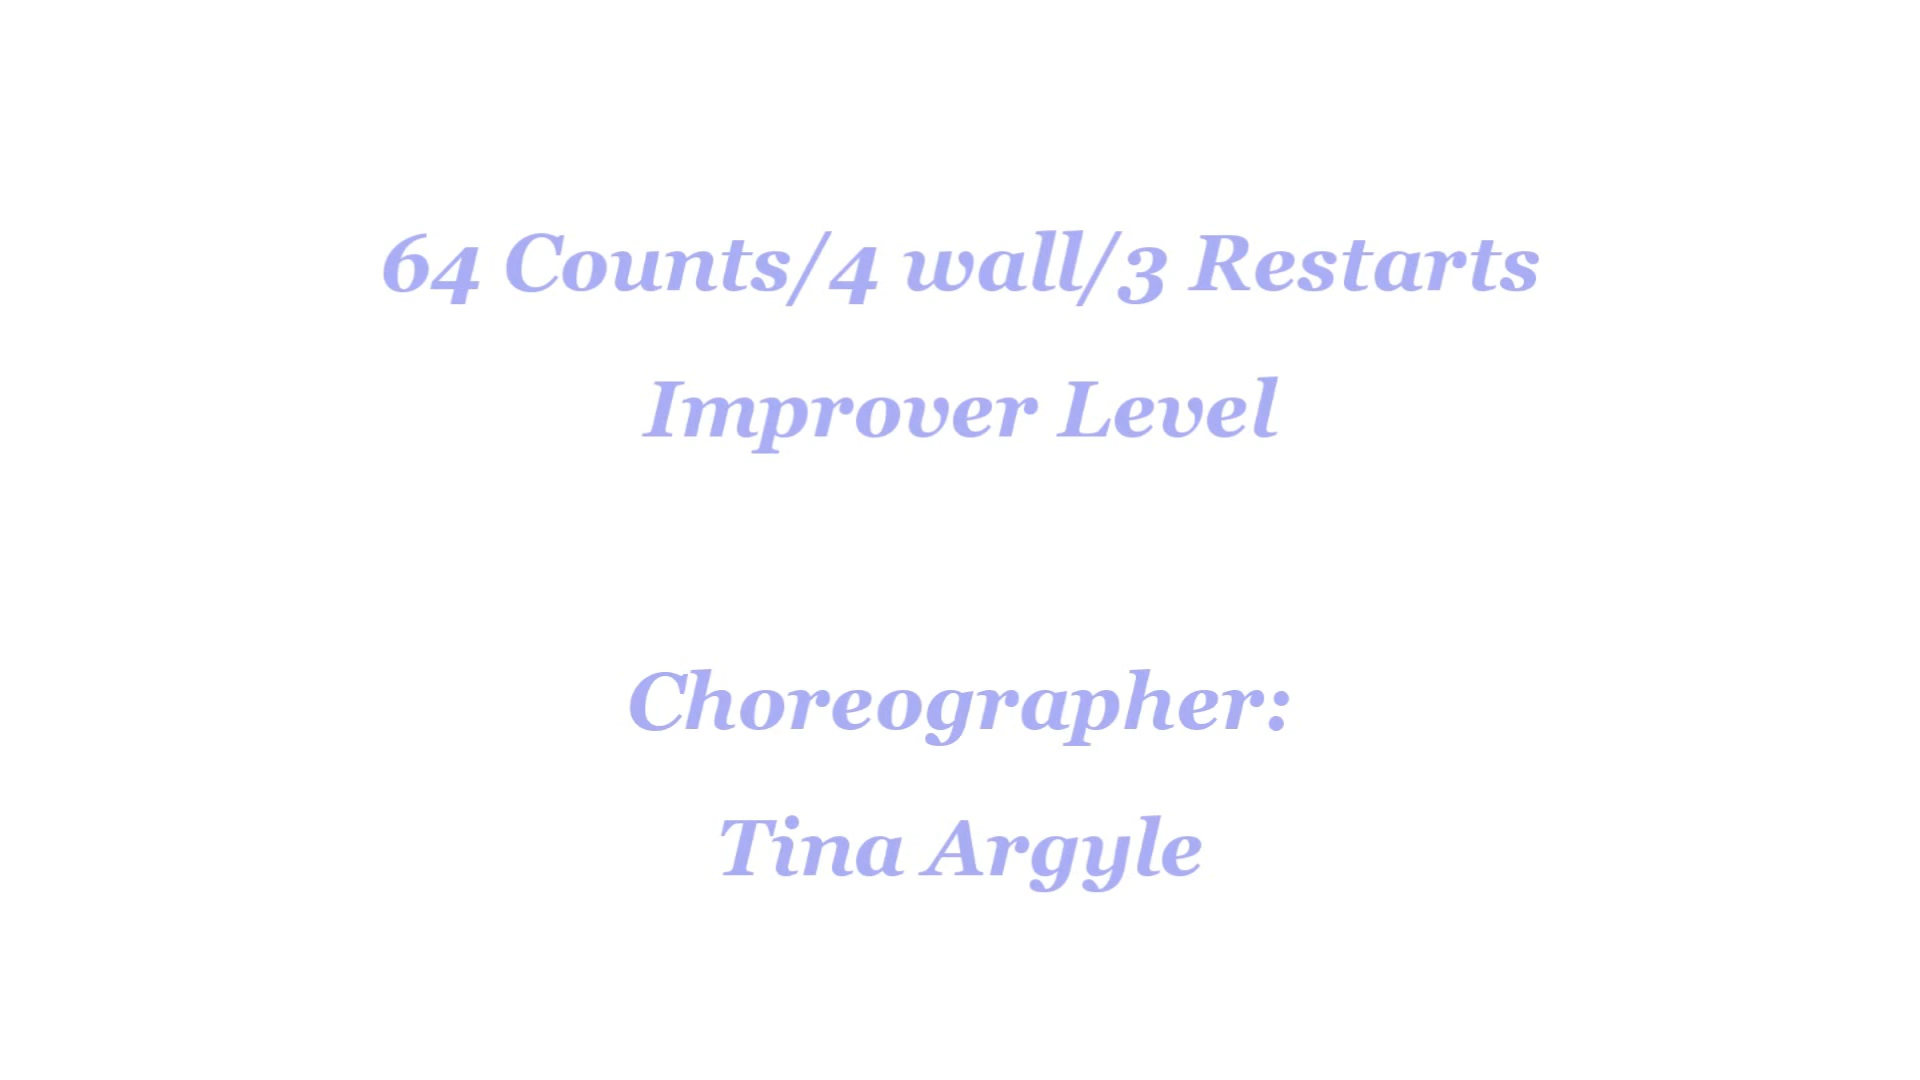 64 Counts/4 wall/3 Restarts
Improver Level
Choreographer:
Tina Argyle